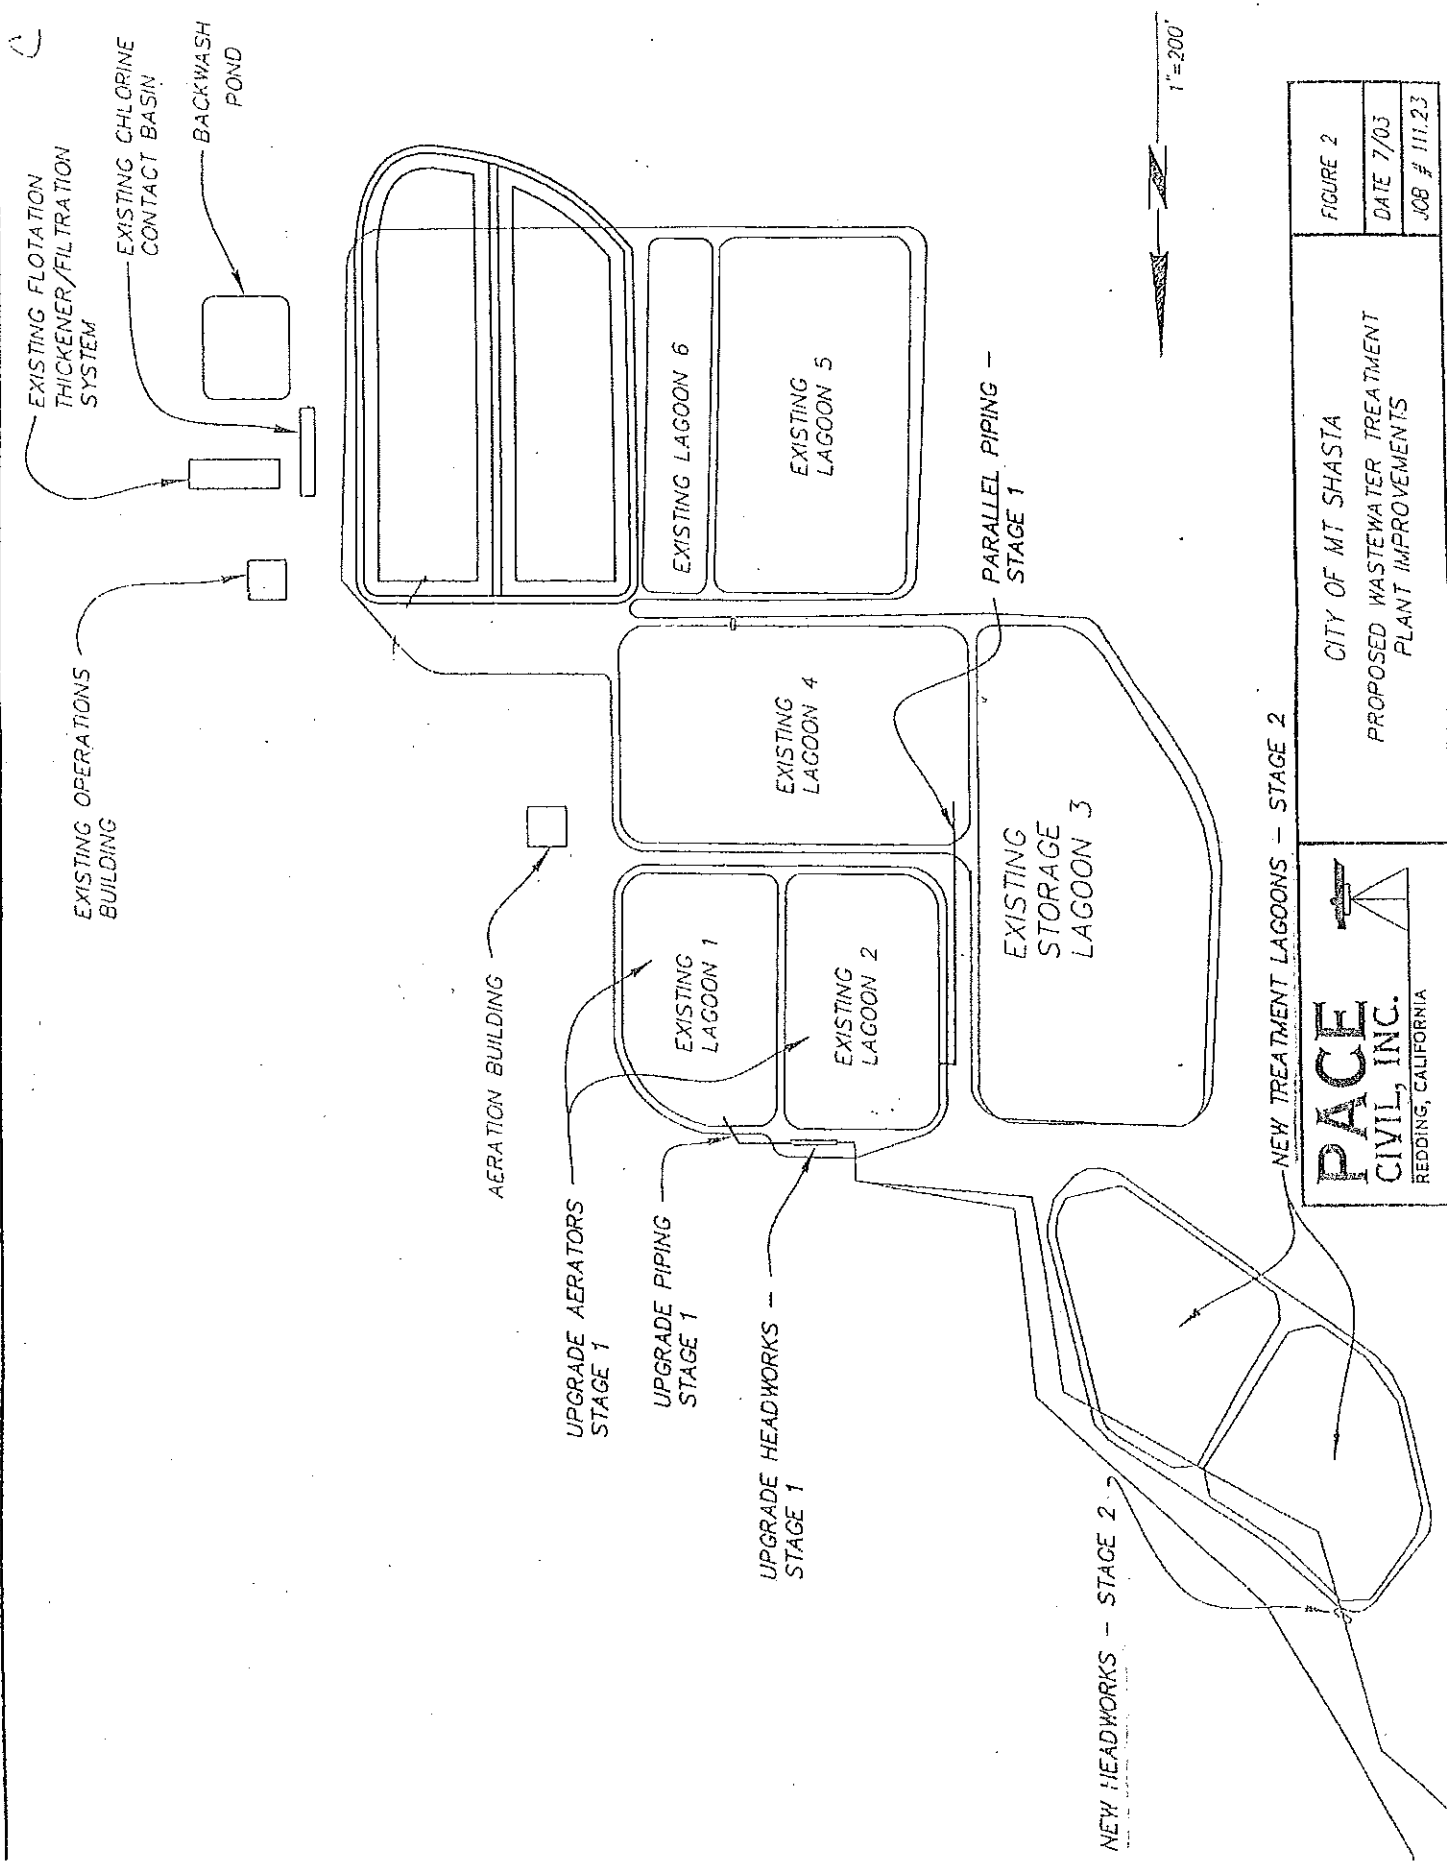 EXISTING FLOTATION
THICKENER/FILTRATION
SYSTEM
EXISTING CHLORINE
CONTACT BASIN
BACKWASH
POND
EXISTING OPERATIONS
BUILDING
AERATION BUILDING
EXISTING LAGOON 6
EXISTING
LAGOON 5
EXISTING
LAGOON 4
PARALLEL PIPING -
STAGE 1
UPGRADE AERATORS
STAGE 1
EXISTING
LAGOON 1
EXISTING
LAGOON 2
UPGRADE PIPING
STAGE 1
UPGRADE HEADWORKS -
STAGE 1
EXISTING
STORAGE
LAGOON 3
NEW HEADWORKS - STAGE 2
NEW TREATMENT LAGOONS - STAGE 2
1"=200'
N
PACE
CIVIL, INC.
REDDING, CALIFORNIA
CITY OF MT SHASTA
PROPOSED WASTEWATER TREATMENT
PLANT IMPROVEMENTS
FIGURE 2
DATE 7/03
JOB # 111.23